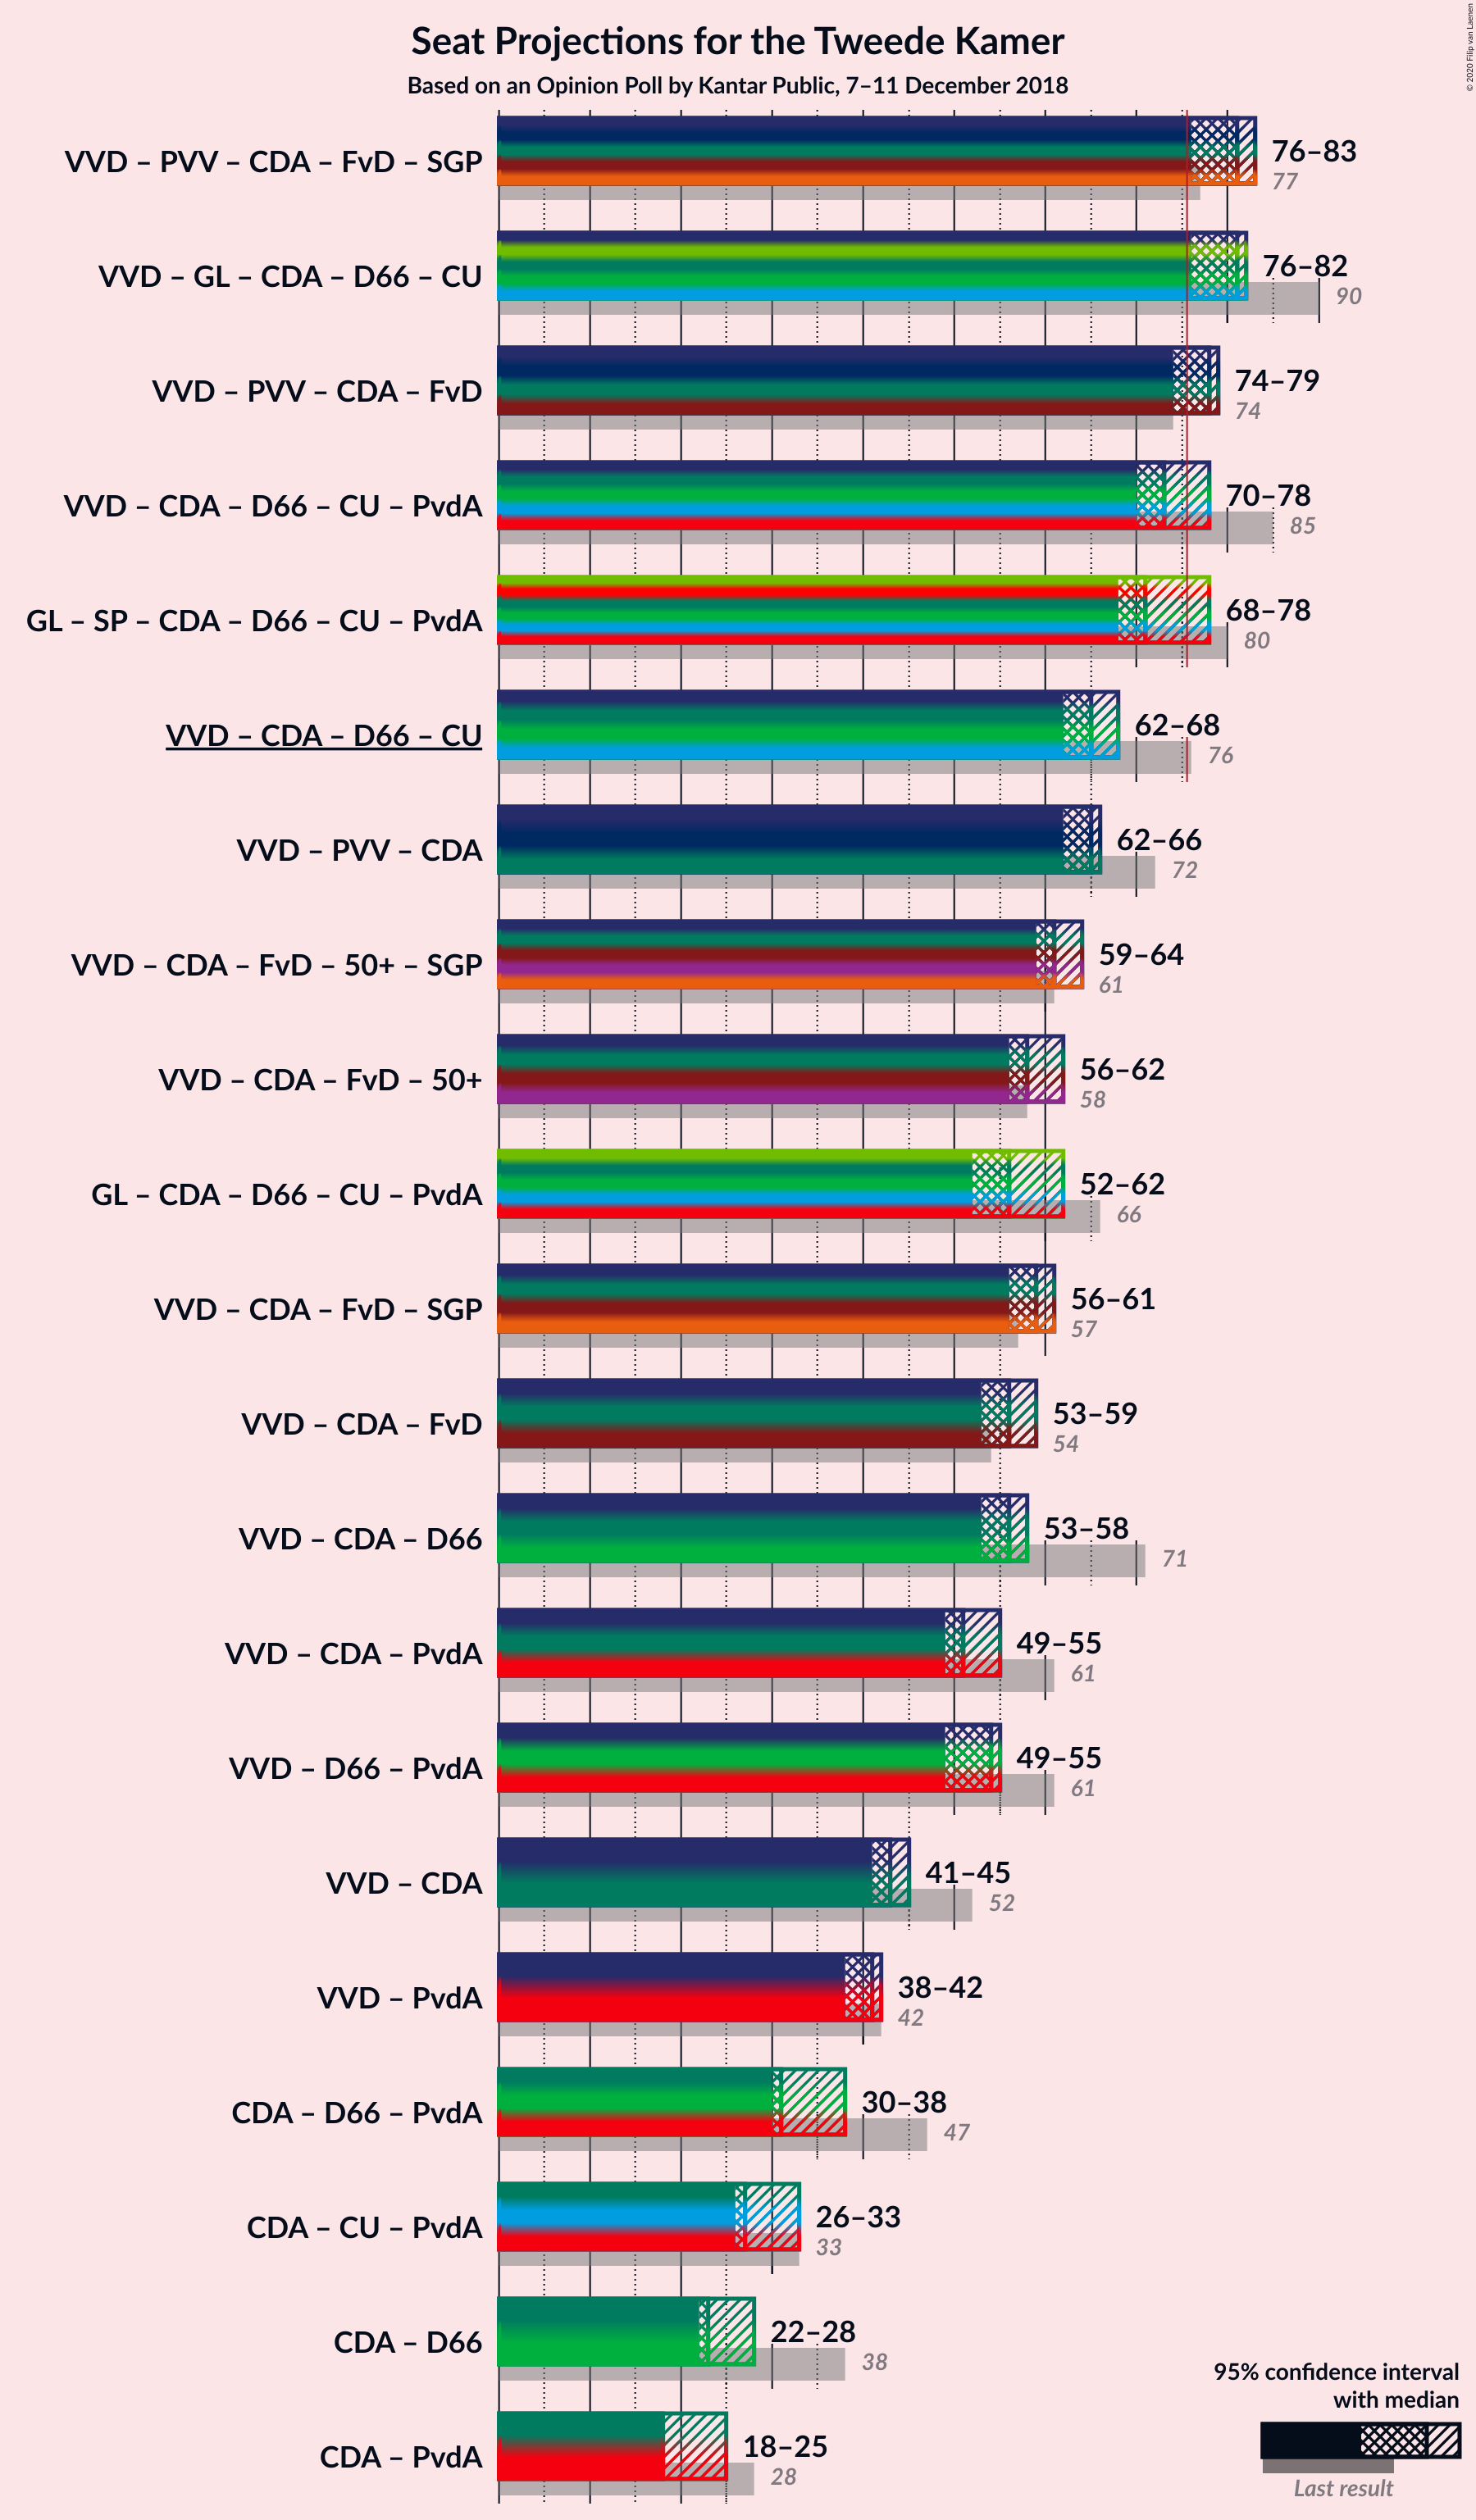 Seat Projections for the Tweede Kamer
Based on an Opinion Poll by Kantar Public, 7–11 December 2018
© 2020 Filip van Laenen
VVD – PVV – CDA – FvD – SGP
76–83
77
VVD – GL – CDA – D66 – CU
76–82
90
VVD – PVV – CDA – FvD
74–79
74
VVD – CDA – D66 – CU – PvdA
70–78
85
GL – SP – CDA – D66 – CU – PvdA
68–78
80
VVD – CDA – D66 – CU
62–68
76
VVD – PVV – CDA
62–66
72
VVD – CDA – FvD – 50+ – SGP
59–64
61
VVD – CDA – FvD – 50+
56–62
58
GL – CDA – D66 – CU – PvdA
52–62
66
VVD – CDA – FvD – SGP
56–61
57
VVD – CDA – FvD
53–59
54
VVD – CDA – D66
53–58
71
VVD – CDA – PvdA
49–55
61
VVD – D66 – PvdA
49–55
61
VVD – CDA
41–45
52
VVD – PvdA
38–42
42
CDA – D66 – PvdA
30–38
47
CDA – CU – PvdA
26–33
33
CDA – D66
22–28
38
CDA – PvdA
18–25
28
95% confidence interval
with median
Last result